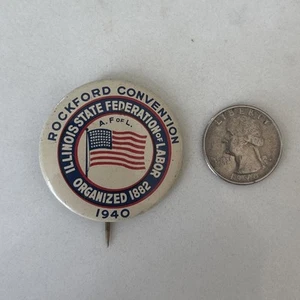 ROCKFORD CONVENTION
ILLINOIS STATE FEDERATION OF LABOR
A. F. of L.
ORGANIZED 1882
1940
LIBERTY